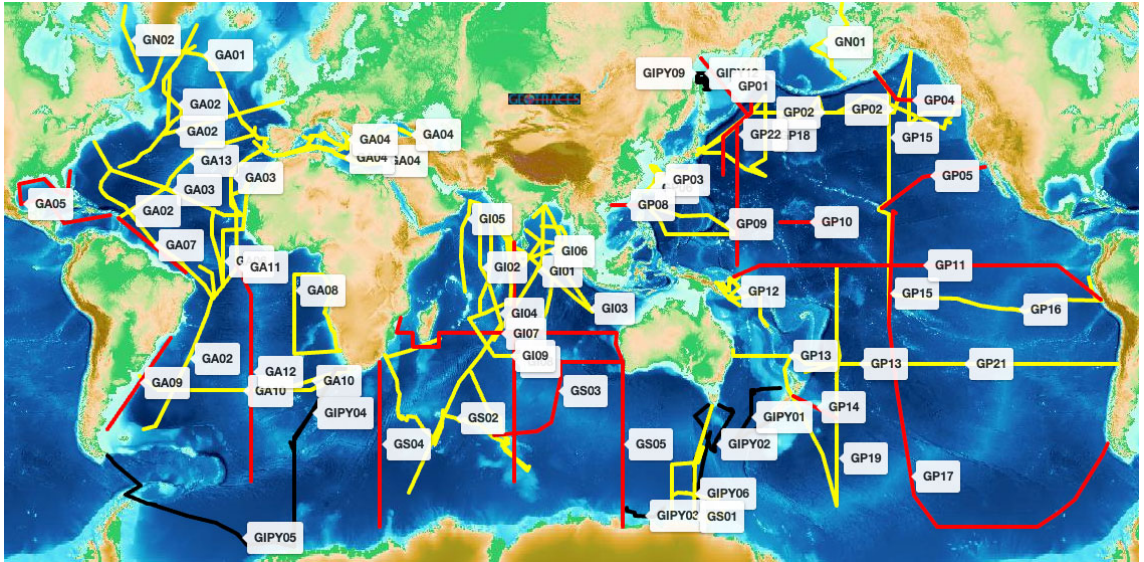 GN02
GA01
GN01
GIPY09
GP01
GEOTRACES
GA02
GP02
GP02
GP04
GA02
GA04
GA04
GP22
GP18
GP15
GA13
GA04
GA04
GA03
GA03
GP03
GP05
GA05
GA02
GI05
GP08
GP09
GP10
GA07
GA11
GI02
GI06
GI01
GP11
GA08
GP12
GP15
GI04
GI03
GP16
GI07
GA02
GI09
GP13
GP13
GP21
GA12
GA09
GA10
GA10
GS03
GIPY04
GS02
GIPY01
GP14
GS04
GS05
GIPY02
GP19
GP17
GIPY06
GIPY03
GS01
GIPY05